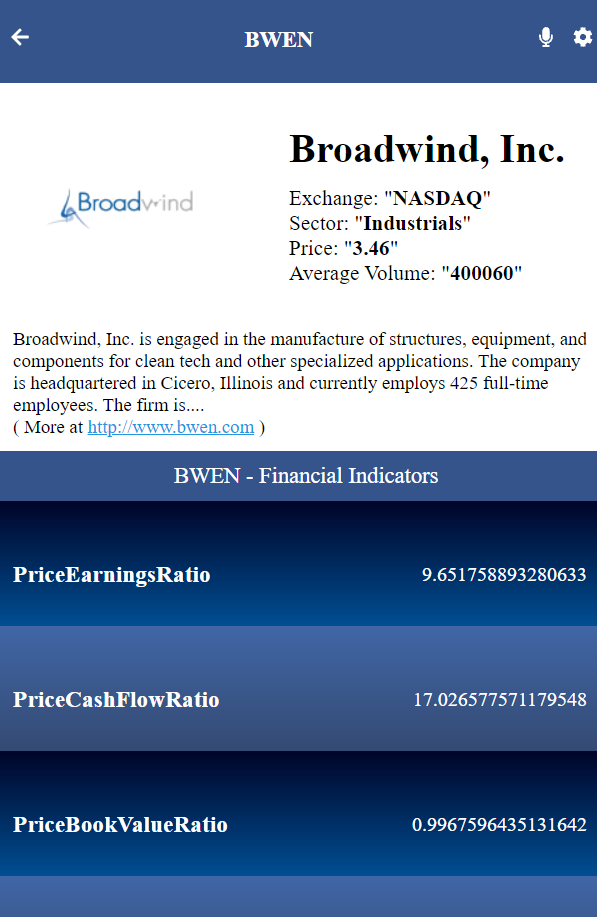 BWEN
Broadwind
Broadwind, Inc.
Exchange: "NASDAQ"
Sector: "Industrials"
Price: "3.46"
Average Volume: "400060"
Broadwind, Inc. is engaged in the manufacture of structures, equipment, and
components for clean tech and other specialized applications. The company
is headquartered in Cicero, Illinois and currently employs 425 full-time
employees. The firm is....
( More at http://www.bwen.com )
BWEN - Financial Indicators
PriceEarningsRatio 9.651758893280633
PriceCashFlowRatio 17.026577571179548
PriceBookValueRatio 0.9967596435131642